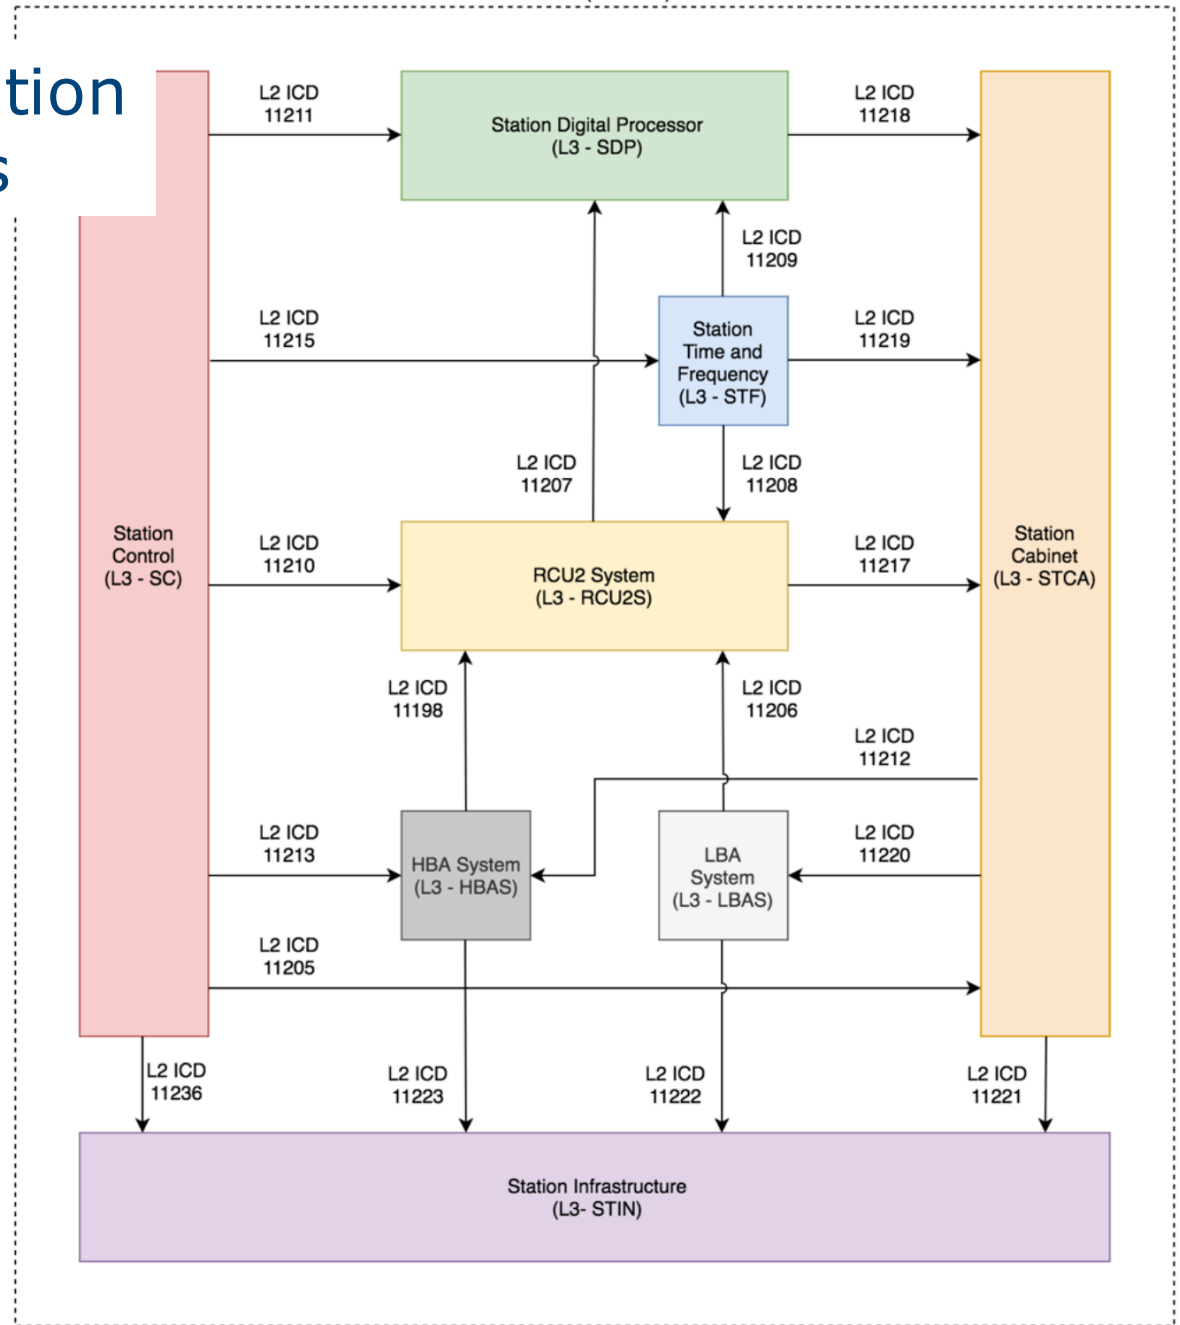 tion
s
L2 ICD
11211
Station Digital Processor
(L3 - SDP)
L2 ICD
11218
L2 ICD
11209
L2 ICD
11215
Station
Time and
Frequency
(L3 - STF)
L2 ICD
11219
L2 ICD
11207
L2 ICD
11208
Station
Control
(L3 - SC)
L2 ICD
11210
RCU2 System
(L3 - RCU2S)
L2 ICD
11217
Station
Cabinet
(L3 - STCA)
L2 ICD
11198
L2 ICD
11206
L2 ICD
11212
L2 ICD
11213
HBA System
(L3 - HBAS)
LBA
System
(L3 - LBAS)
L2 ICD
11220
L2 ICD
11205
L2 ICD
11236
L2 ICD
11223
L2 ICD
11222
L2 ICD
11221
Station Infrastructure
(L3- STIN)